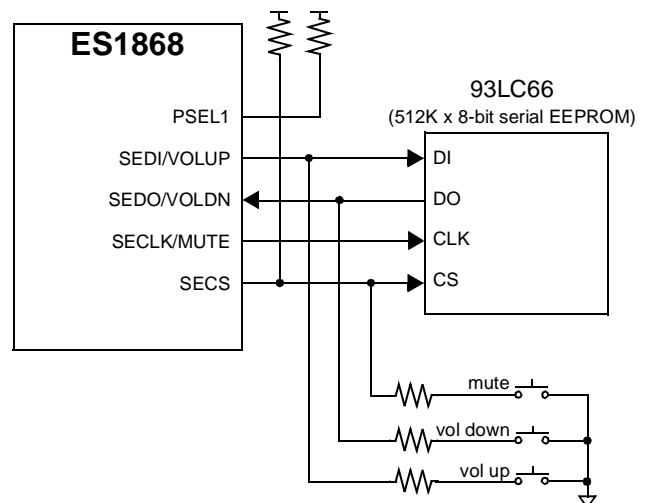 ES1868
PSEL1
SEDI/VOLUP
SEDO/VOLDN
SECLK/MUTE
SECS
93LC66
(512K x 8-bit serial EEPROM)
DI
DO
CLK
CS
mute
vol down
vol up